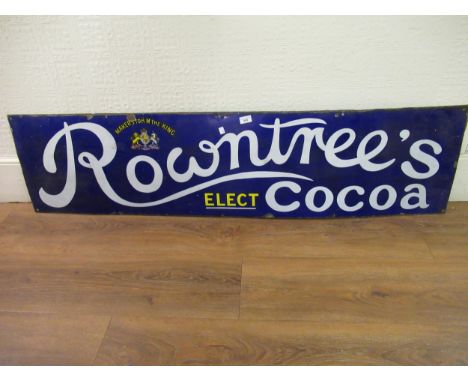 MAKERS TO H.M THE KING
Rowntree's
ELECT Cocoa